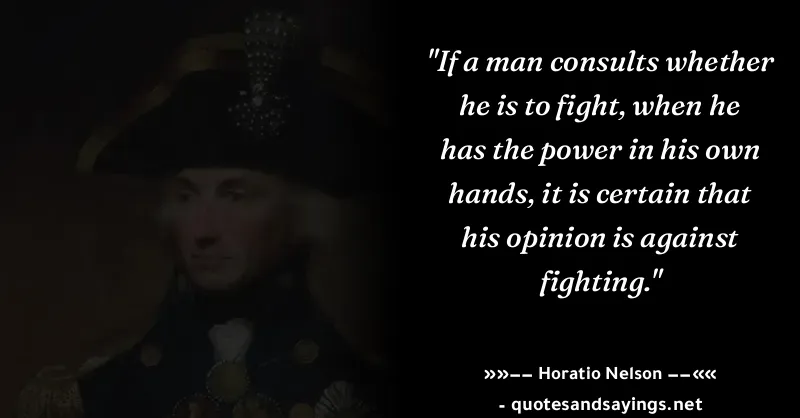 "If a man consults whether
he is to fight, when he
has the power in his own
hands, it is certain that
his opinion is against
fighting."
»»−− Horatio Nelson −−««
- quotesandsayings.net